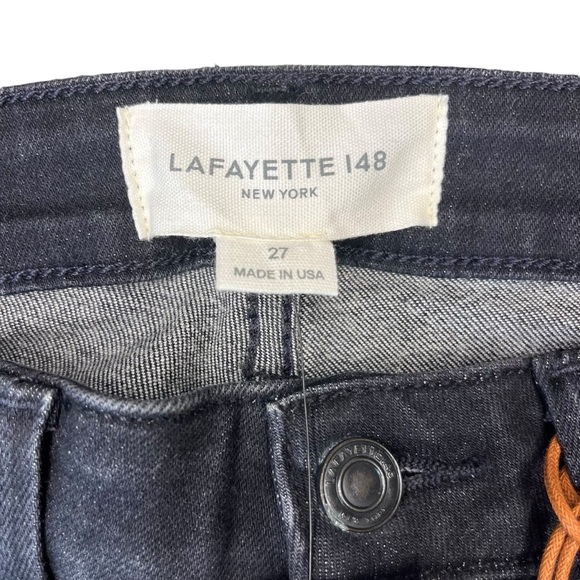 LAFAYETTE 148
NEW YORK
27
MADE IN USA